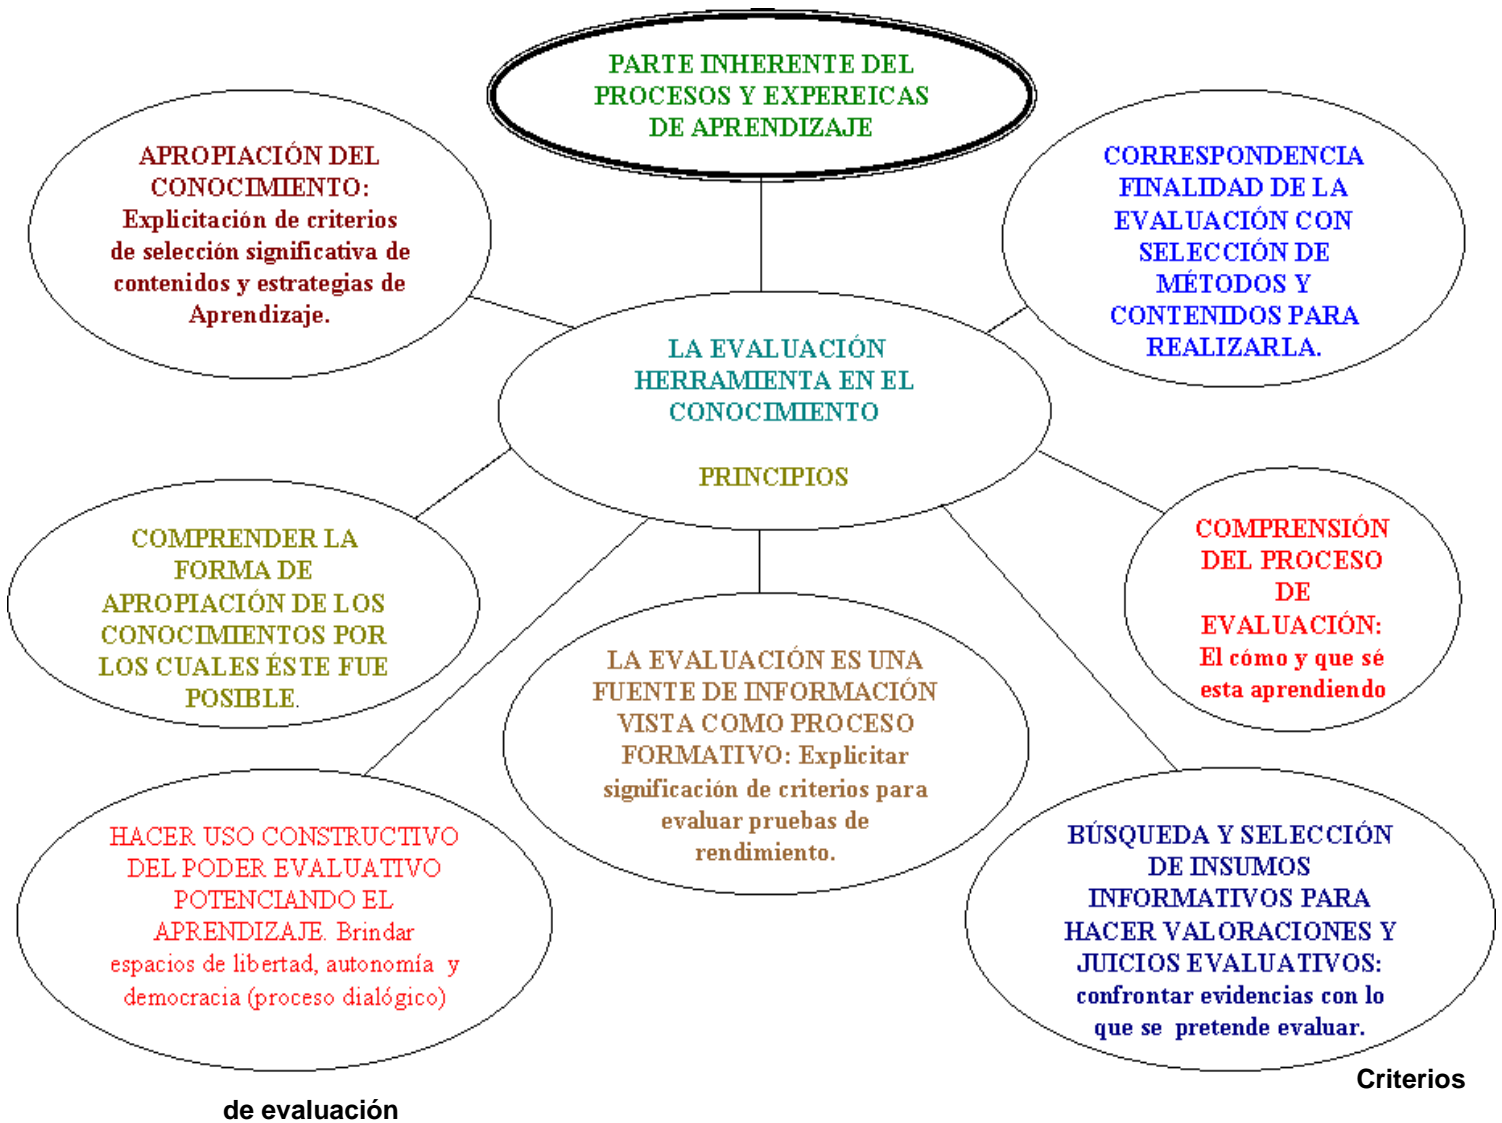 PARTE INHERENTE DEL
PROCESOS Y EXPEREICAS
DE APRENDIZAJE
APROPIACIÓN DEL
CONOCIMIENTO:
Explicitación de criterios
de selección significativa de
contenidos y estrategias de
Aprendizaje.
CORRESPONDENCIA
FINALIDAD DE LA
EVALUACIÓN CON
SELECCIÓN DE
MÉTODOS Y
CONTENIDOS PARA
REALIZARLA.
LA EVALUACIÓN
HERRAMIENTA EN EL
CONOCIMIENTO
PRINCIPIOS
COMPRENDER LA
FORMA DE
APROPIACIÓN DE LOS
CONOCIMIENTOS POR
LOS CUALES ÉSTE FUE
POSIBLE.
COMPRENSIÓN
DEL PROCESO
DE
EVALUACIÓN:
El cómo y que sé
esta aprendiendo
LA EVALUACIÓN ES UNA
FUENTE DE INFORMACIÓN
VISTA COMO PROCESO
FORMATIVO: Explicitar
significación de criterios para
evaluar pruebas de
rendimiento.
HACER USO CONSTRUCTIVO
DEL PODER EVALUATIVO
POTENCIANDO EL
APRENDIZAJE. Brindar
espacios de libertad, autonomía y
democracia (proceso dialógico)
BÚSQUEDA Y SELECCIÓN
DE INSUMOS
INFORMATIVOS PARA
HACER VALORACIONES Y
JUICIOS EVALUATIVOS:
confrontar evidencias con lo
que se pretende evaluar.
Criterios
de evaluación